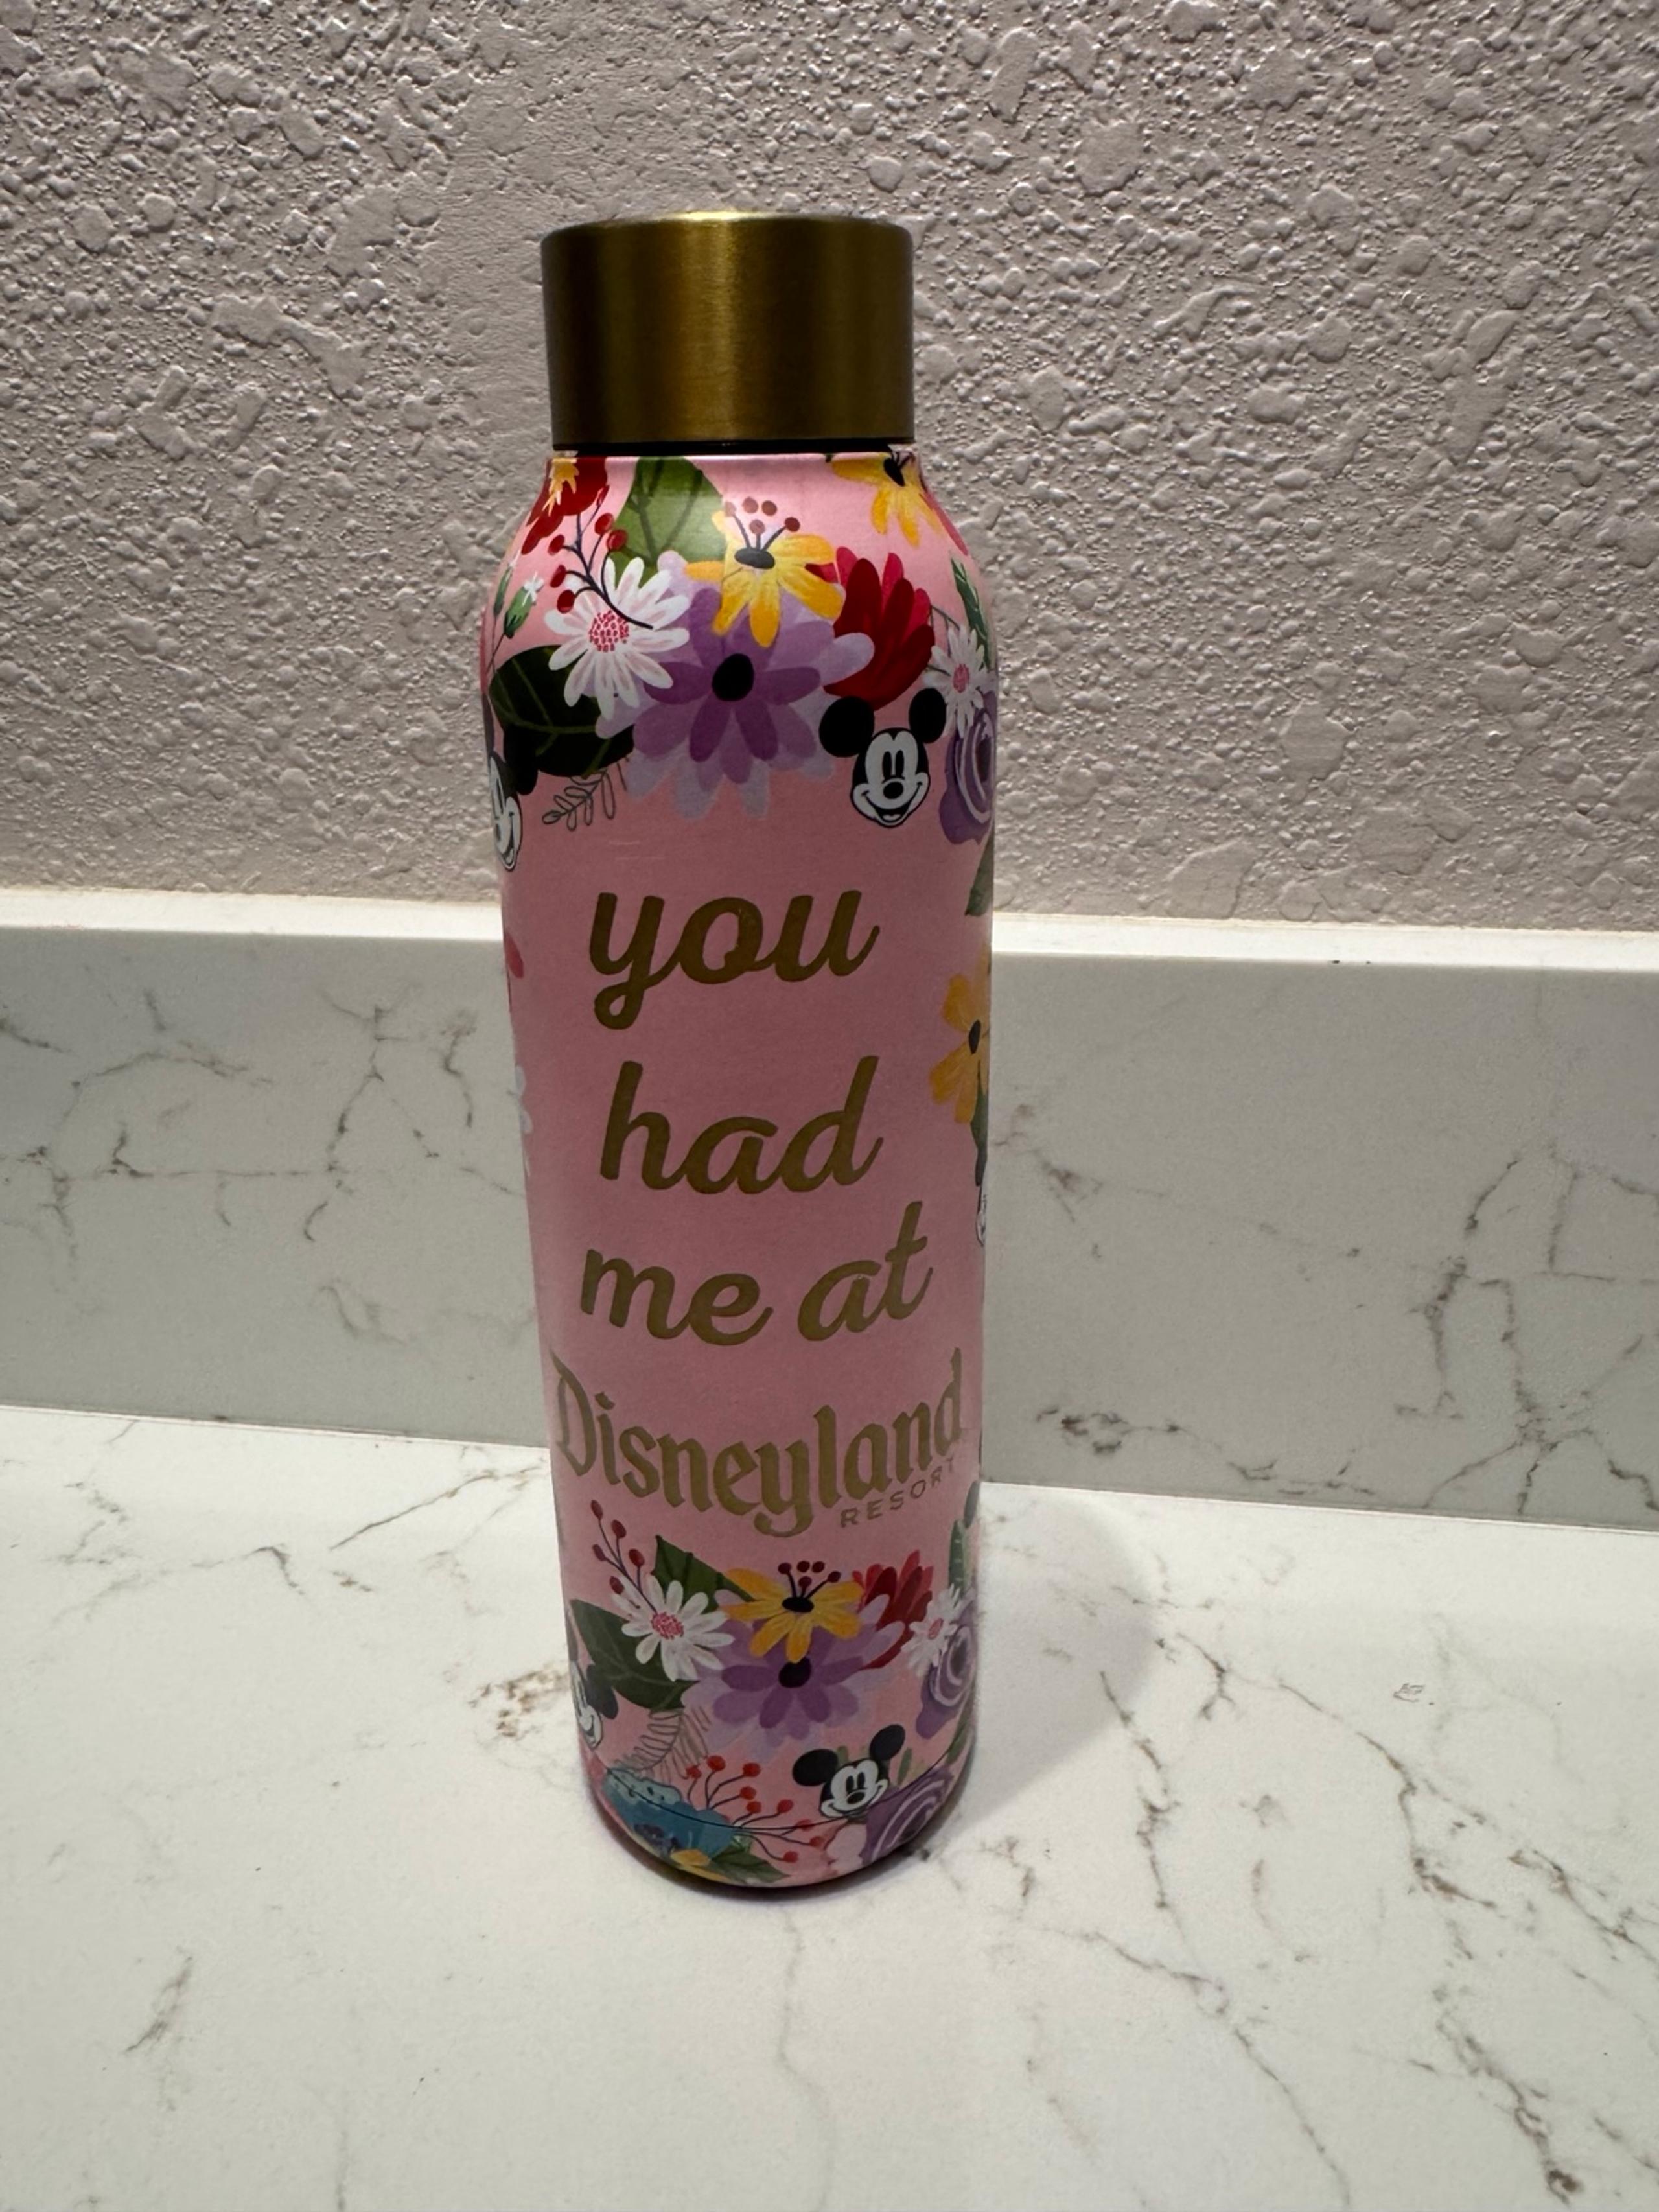 you
had
me at
Disneyland
RESORT